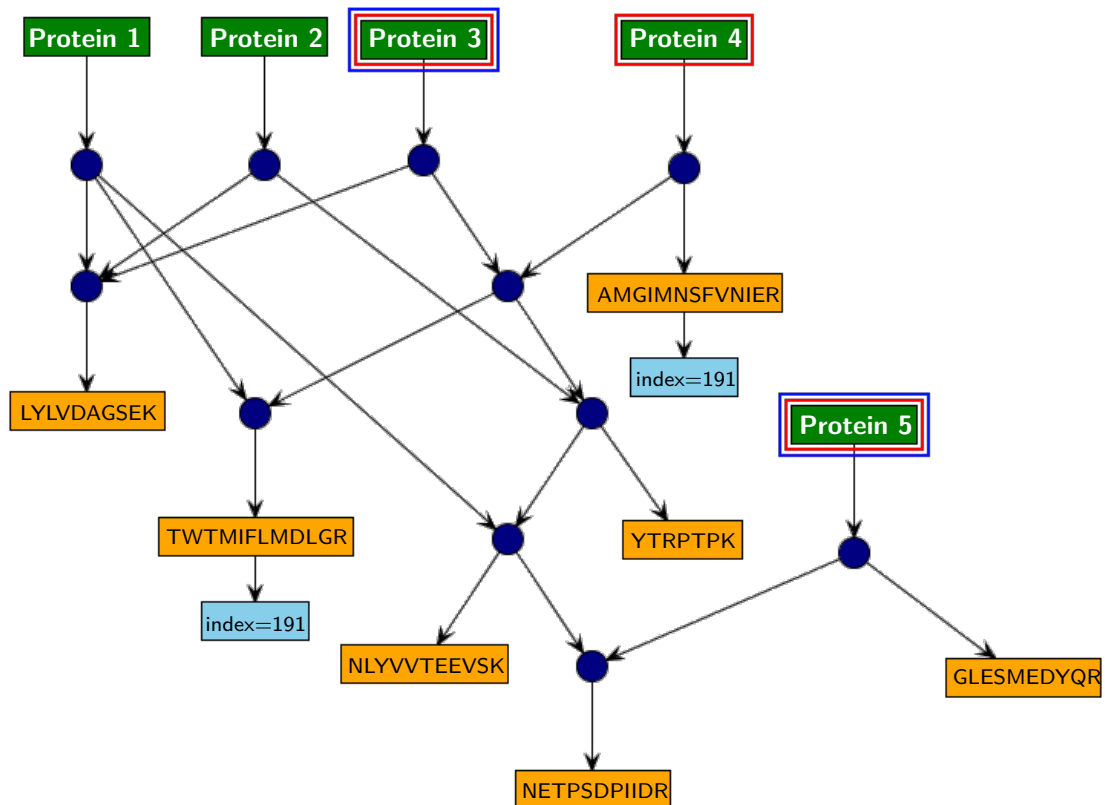 Protein 1
Protein 2
Protein 3
Protein 4
AMGIMNSFVNIER
index=191
LYLVDAGSEK
Protein 5
TWTMIFLMDLGR
YTRPTPK
index=191
NLYVVTEEVSK
GLESMEDYQR
NETPSDPIIDR